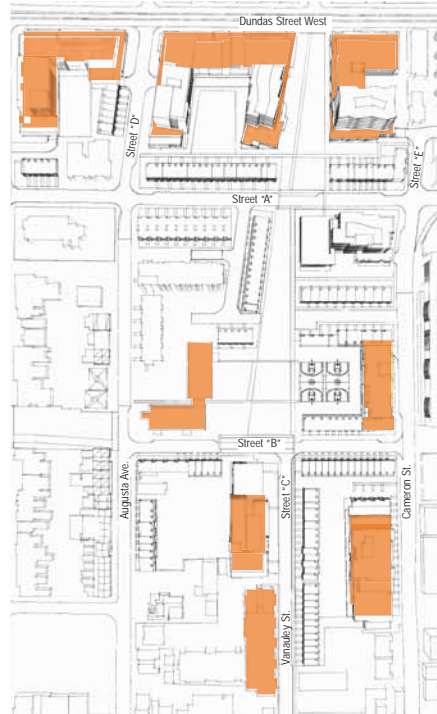 Dundas Street West
Street "D"
Street "E"
Street "A"
Street "B"
Augusta Ave.
Street "C"
Cameron St.
Vanauley St.